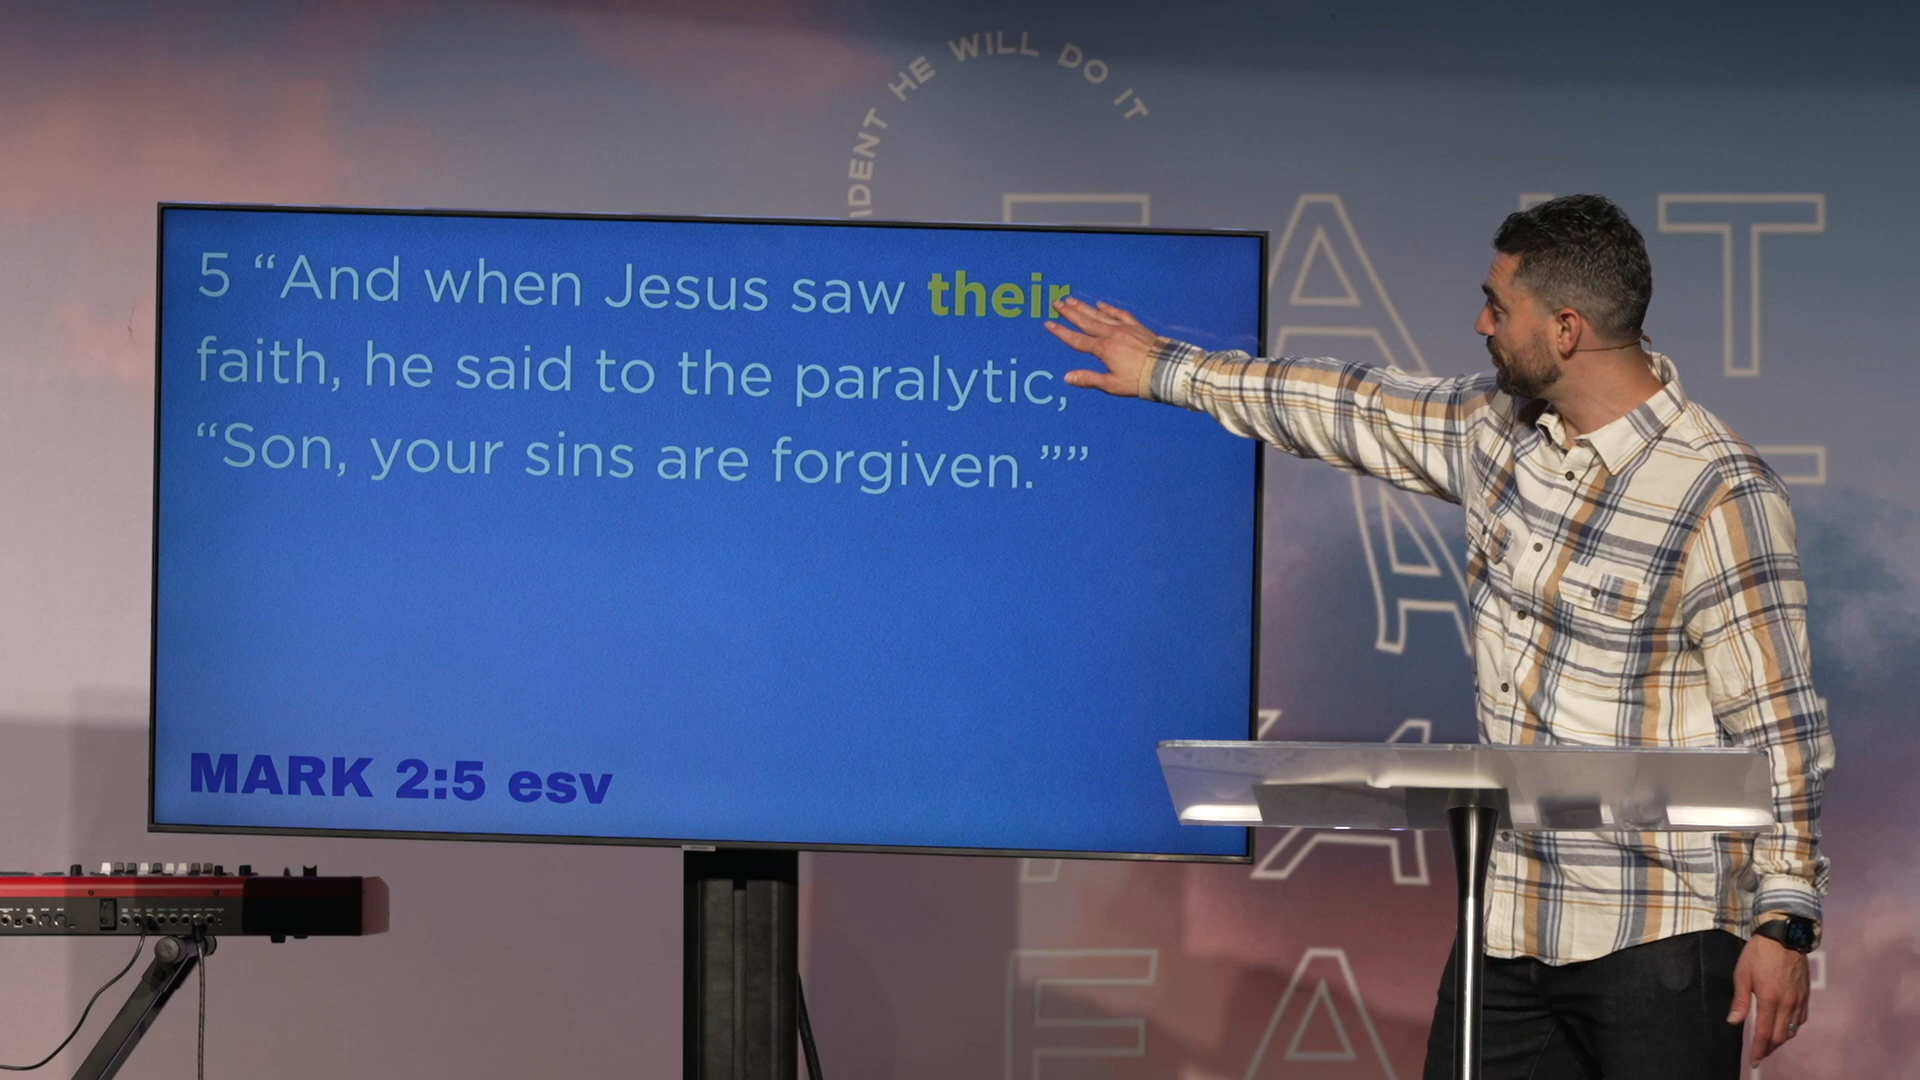 IDENT HE WILL DO IT
5 “And when Jesus saw their
faith, he said to the paralytic,
“Son, your sins are forgiven.””
MARK 2:5 esv